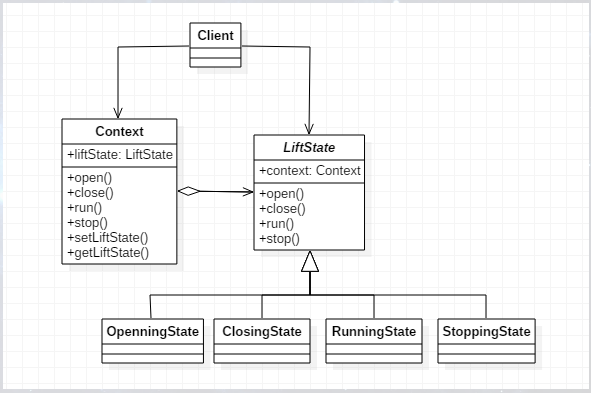 Client
Context
+liftState: LiftState
+open()
+close()
+run()
+stop()
+setLiftState()
+getLiftState()
LiftState
+context: Context
+open()
+close()
+run()
+stop()
OpenningState
ClosingState
RunningState
StoppingState